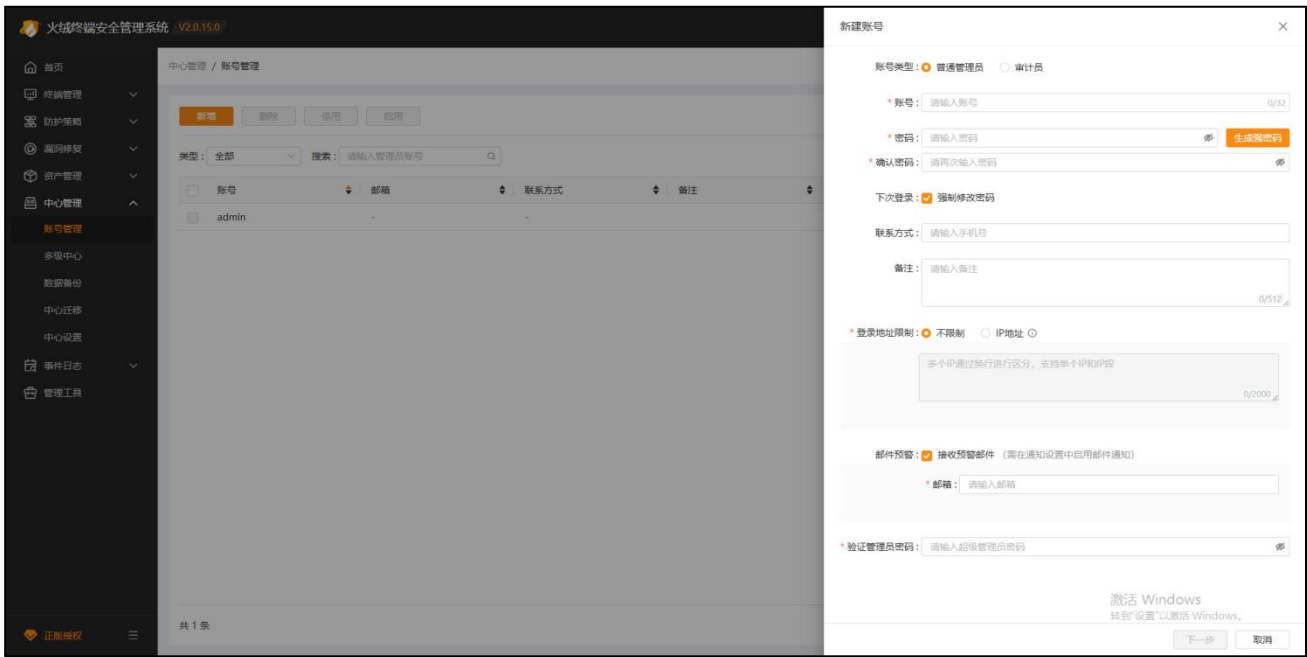 火绒终端安全管理系统 V2.0.15.0
首页
终端管理
防护策略
漏洞修复
资产管理
中心管理
账号管理
多级中心
数据备份
中心迁移
中心设置
事件日志
管理工具
正版授权
中心管理 / 账号管理
新增 删除 停用 启用
类型： 全部 搜索： 请输入管理员账号
账号 邮箱 联系方式 备注
admin - -
共 1 条
新建账号
账号类型： 普通管理员 审计员
* 账号： 请输入账号 0/32
* 密码： 请输入密码 生成强密码
* 确认密码： 请再次输入密码
下次登录： 强制修改密码
联系方式： 请输入手机号
备注： 请输入备注
0/512
* 登录地址限制： 不限制 IP地址
多个IP通过换行进行区分，支持单个IP和IP段
0/2000
邮件预警： 接收预警邮件 （需在通知设置中启用邮件通知）
* 邮箱： 请输入邮箱
* 验证管理员密码： 请输入超级管理员密码
激活 Windows
转到"设置"以激活 Windows。
下一步 取消